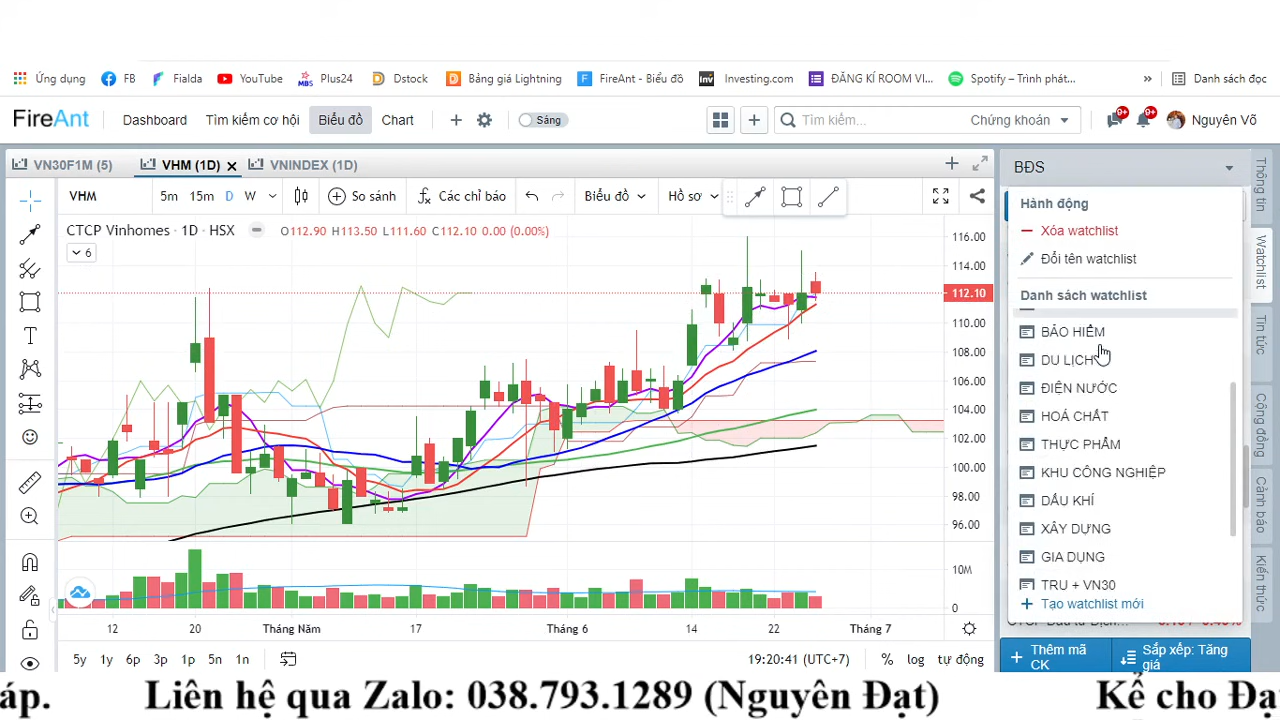 Ứng dụng FB Fialda YouTube MBS Plus24 Dstock Bảng giá Lightning FireAnt - Biểu đồ inv Investing.com ĐĂNG KÍ ROOM VI... Spotify – Trình phát... » Danh sách đọc
FireAnt Dashboard Tìm kiếm cơ hội Biểu đồ Chart Sáng Tìm kiếm... Chứng khoán 9+ 9+ Nguyên Võ
VN30F1M (5) VHM (1D) VNINDEX (1D)
VHM 5m 15m D W So sánh Các chỉ báo Biểu đồ Hồ sơ
CTCP Vinhomes · 1D · HSX O112.90 H113.50 L111.60 C112.10 0.00 (0.00%)
6
116.00
114.00
112.10
110.00
108.00
106.00
104.00
102.00
100.00
98.00
96.00
10M
0
12 20 Tháng Năm 17 Tháng 6 14 22 Tháng 7
5y 1y 6p 3p 1p 5n 1n 19:20:41 (UTC+7) % log tự động
BĐS
Hành động
Xóa watchlist
Đổi tên watchlist
Danh sách watchlist
BẢO HIỂM
DU LỊCH
ĐIỆN NƯỚC
HOÁ CHẤT
THỰC PHẨM
KHU CÔNG NGHIỆP
DẦU KHÍ
XÂY DỰNG
GIA DỤNG
TRỤ + VN30
Tạo watchlist mới
Thêm mã CK
Sắp xếp: Tăng giá
Thông tin
Watchlist
Tin tức
Cộng đồng
Cảnh báo
Kiến thức
áp. Liên hệ qua Zalo: 038.793.1289 (Nguyên Đạt) Kể cho Đạ